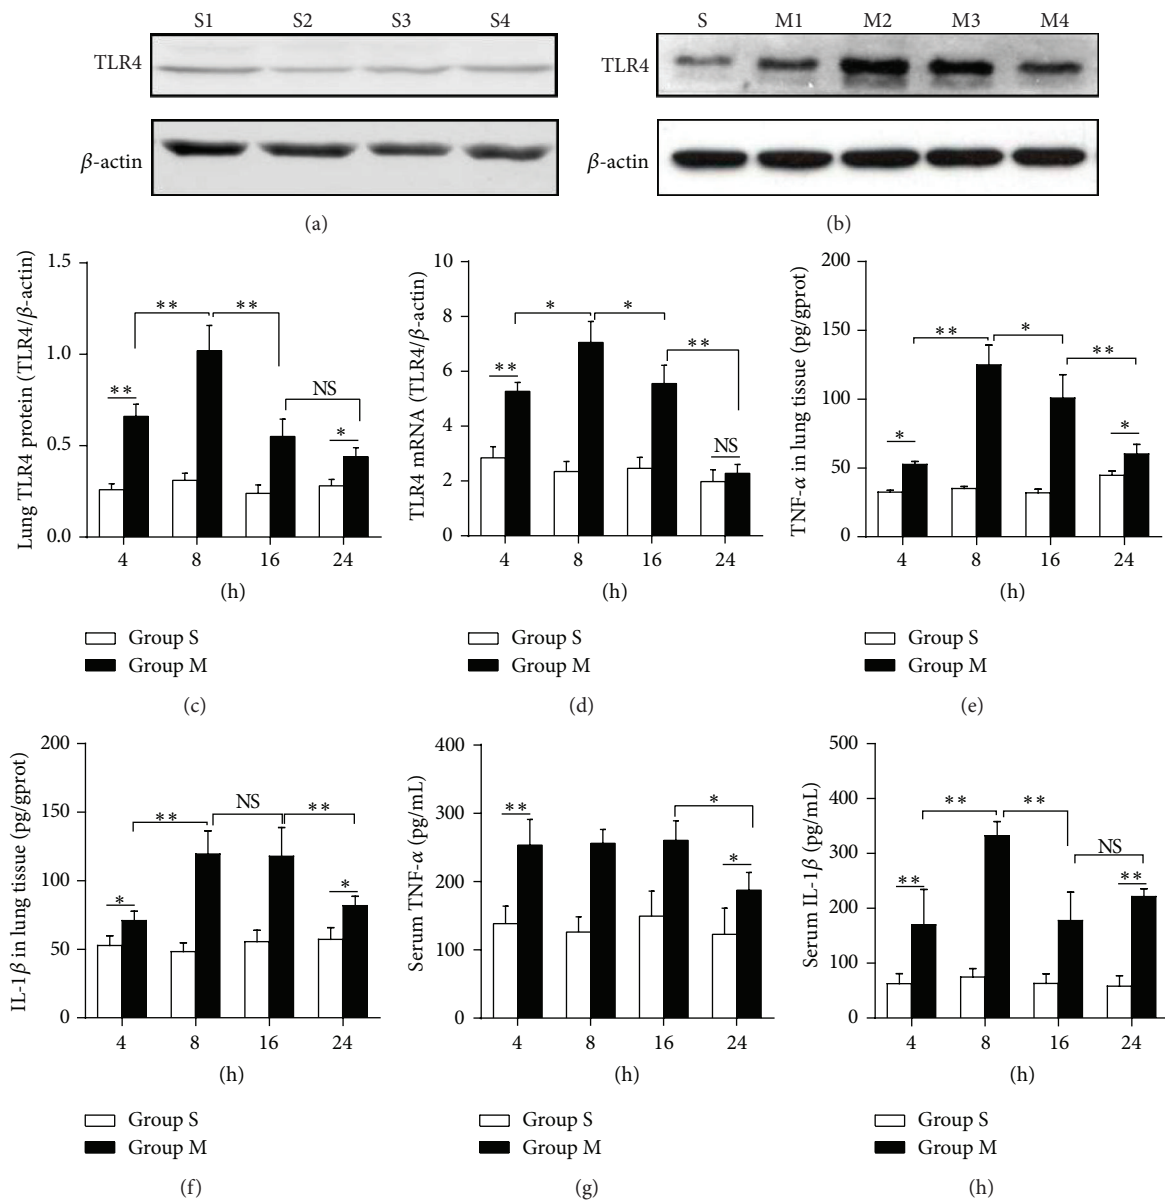 S1 S2 S3 S4
TLR4
β-actin
(a)
S M1 M2 M3 M4
TLR4
β-actin
(b)
Lung TLR4 protein (TLR4/β-actin)
1.5
1.0
0.5
0.0
** ** ** NS *
4 8 16 24
(h)
Group S
Group M
(c)
TLR4 mRNA (TLR4/β-actin)
10
8
6
4
2
0
** * * ** NS
4 8 16 24
(h)
Group S
Group M
(d)
TNF-α in lung tissue (pg/gprot)
200
150
100
50
0
* ** * ** *
4 8 16 24
(h)
Group S
Group M
(e)
IL-1β in lung tissue (pg/gprot)
200
150
100
50
0
* ** NS ** *
4 8 16 24
(h)
Group S
Group M
(f)
Serum TNF-α (pg/mL)
400
300
200
100
0
** * *
4 8 16 24
(h)
Group S
Group M
(g)
Serum IL-1β (pg/mL)
500
400
300
200
100
0
** ** ** NS **
4 8 16 24
(h)
Group S
Group M
(h)